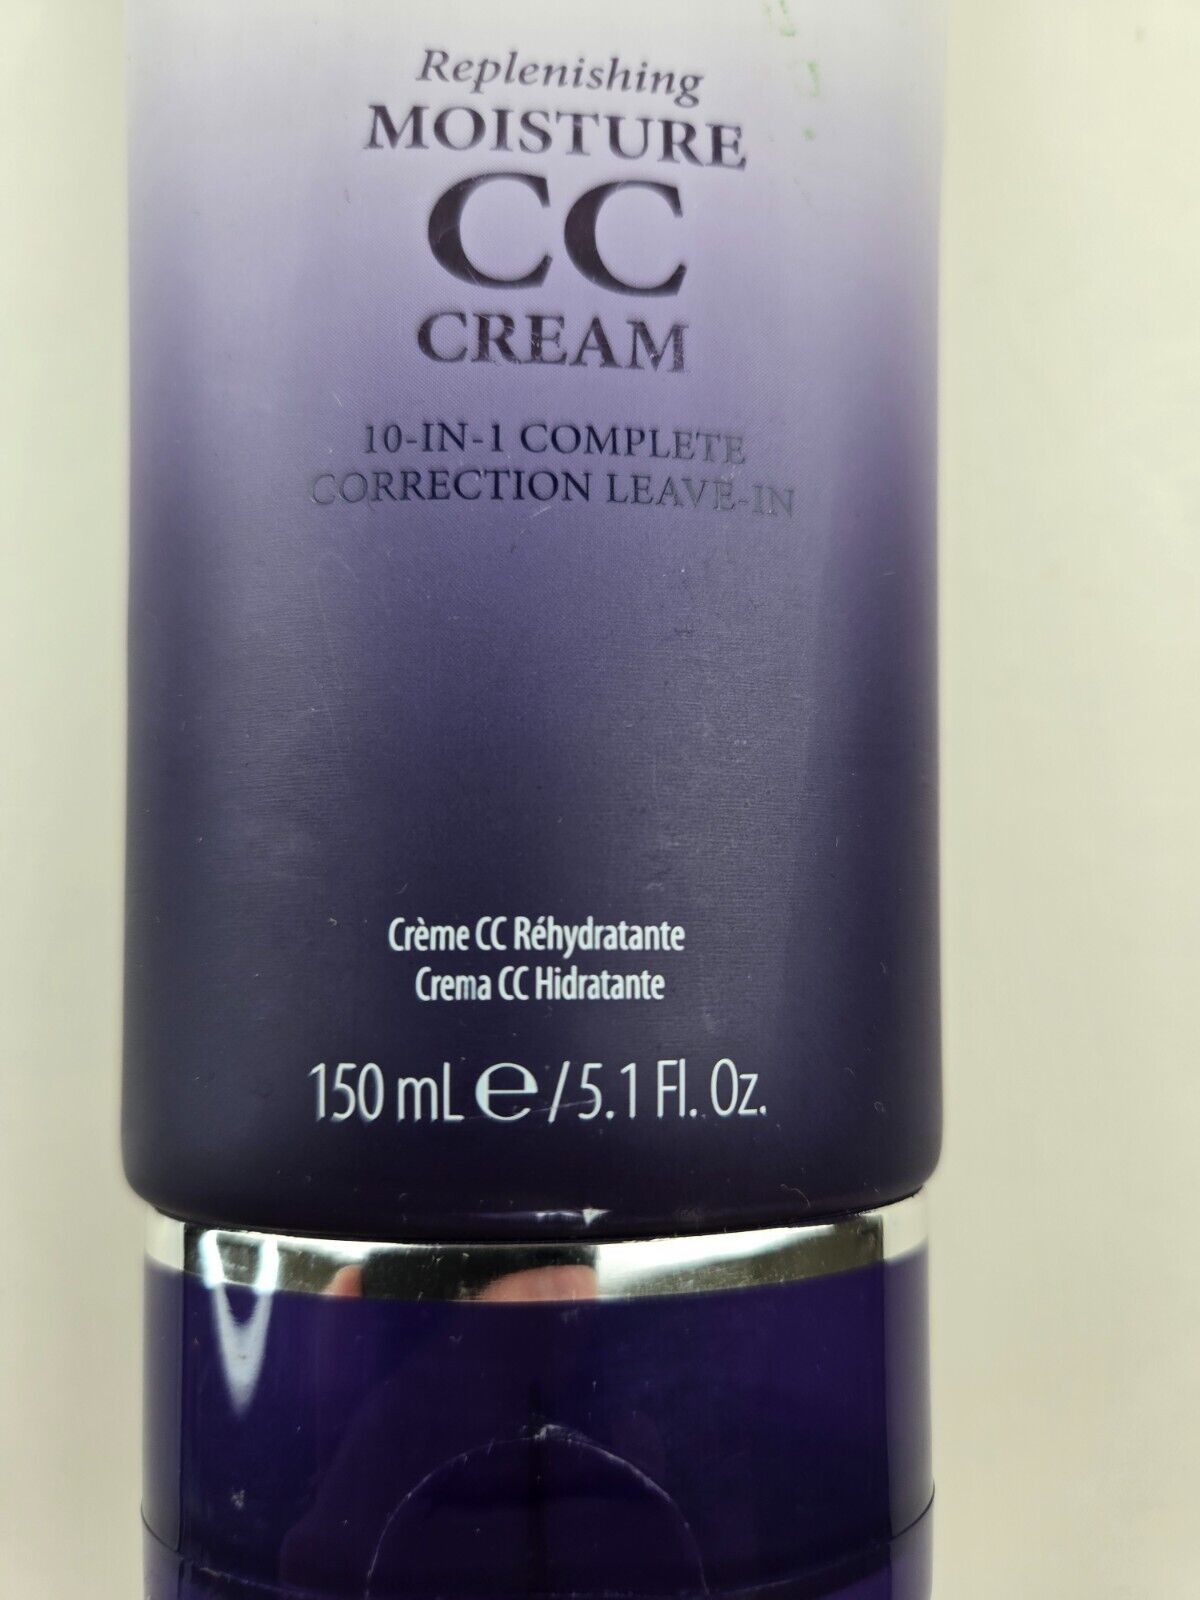 Replenishing
MOISTURE
CC
CREAM
10-IN-1 COMPLETE
CORRECTION LEAVE-IN
Crème CC Réhydratante
Crema CC Hidratante
150 mL ℮ / 5.1 Fl. Oz.